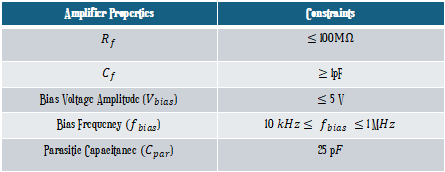 Amplifier Properties Constraints
R_f ≤ 100MΩ
C_f ≥ 1pF
Bias Voltage Amplitude (V_bias) ≤ 5 V
Bias Frequency (f_bias) 10 kHz ≤ f_bias ≤ 1MHz
Parasitic Capacitance (C_par) 25 pF